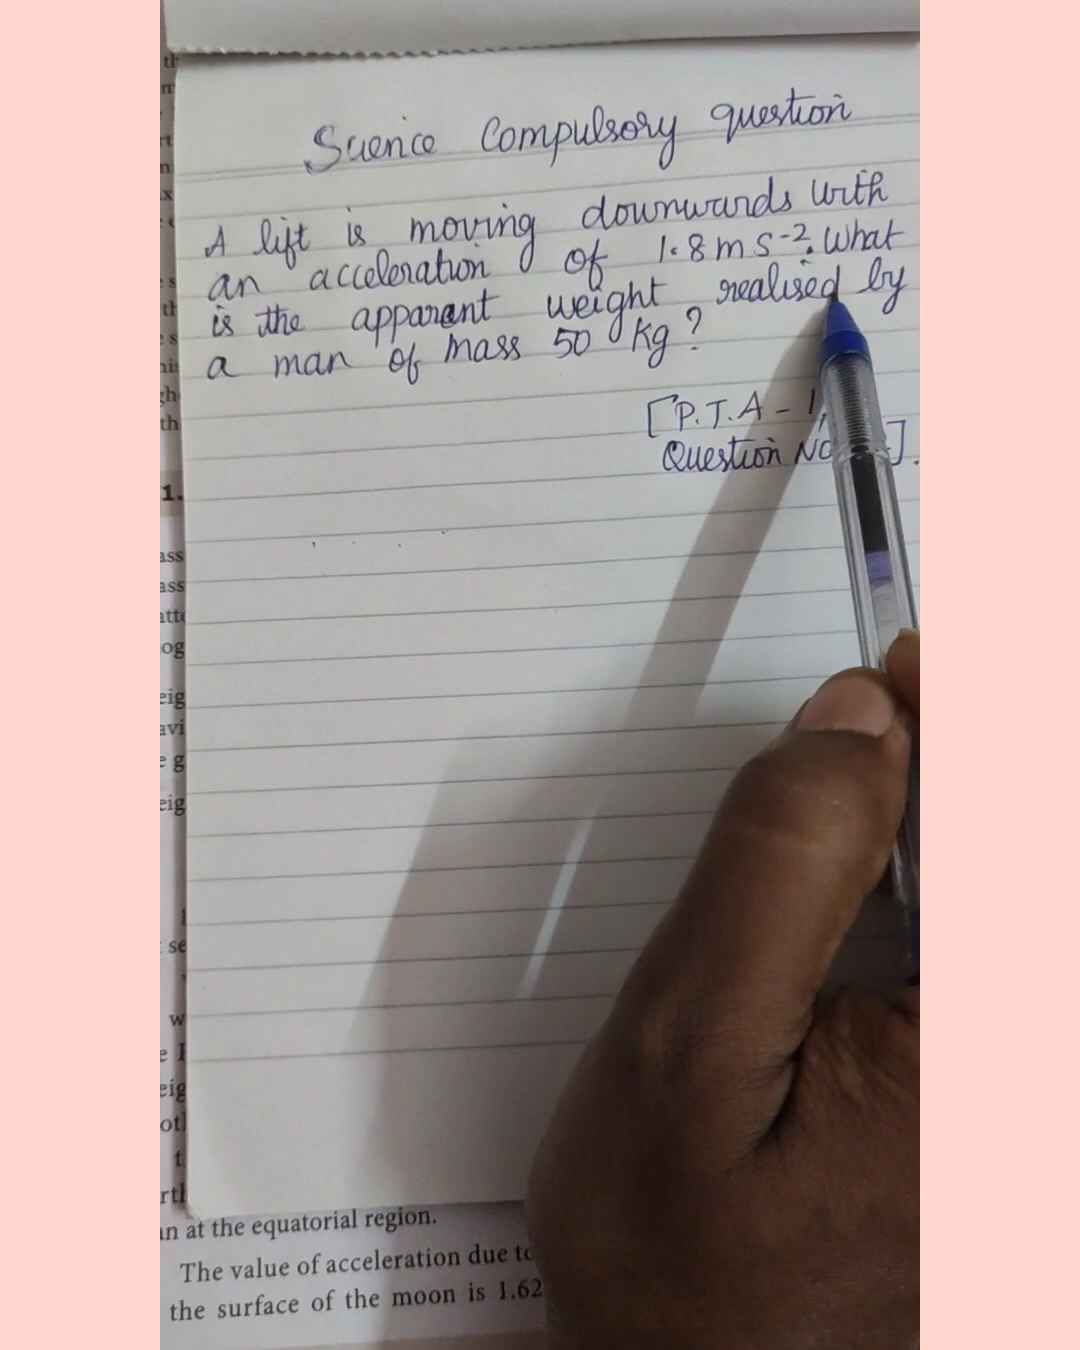 Science Compulsory question
A lift is moving downwards with
an acceleration of 1.8 m s-2. What
is the apparent weight realised by
a man of mass 50 kg?
[P.T.A - 1,
Question No ].
1.
an at the equatorial region.
The value of acceleration due to
the surface of the moon is 1.62